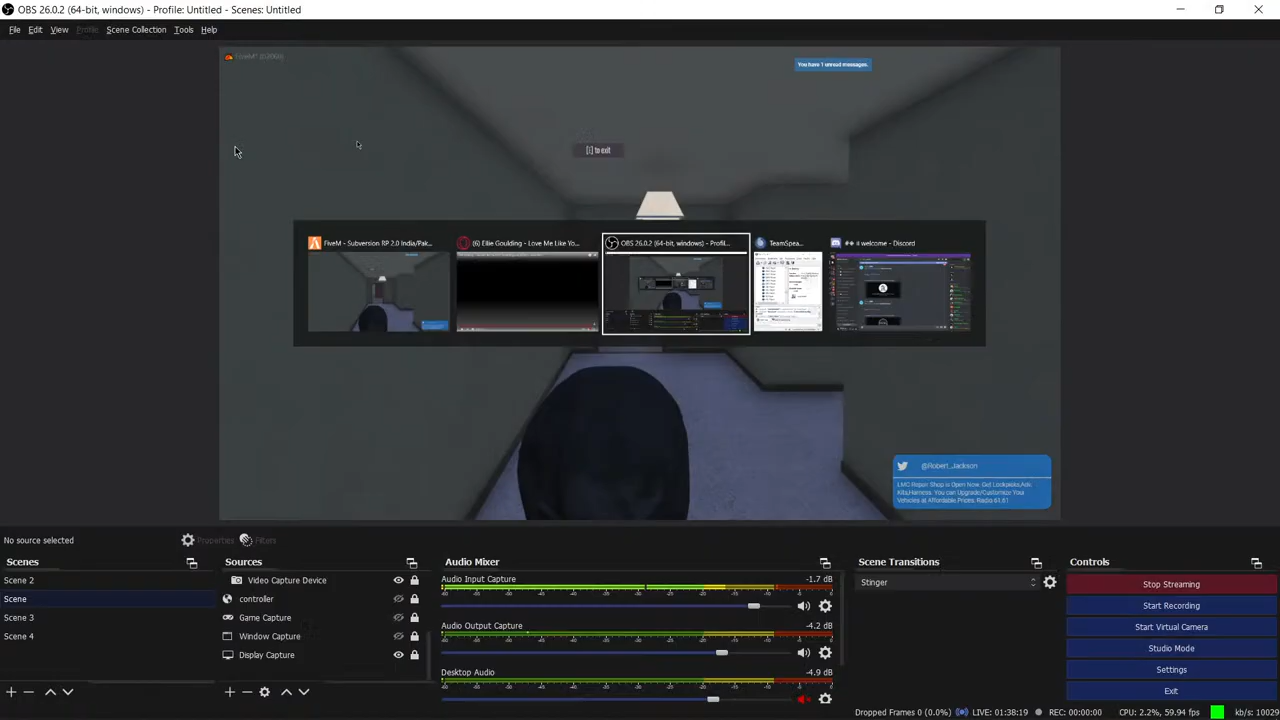 OBS 26.0.2 (64-bit, windows) - Profile: Untitled - Scenes: Untitled
File Edit View Profile Scene Collection Tools Help
You have 1 unread messages.
to exit
FiveM - Subversion RP 2.0 India/Pak...
(6) Ellie Goulding - Love Me Like Yo...
OBS 26.0.2 (64-bit, windows) - Profil...
TeamSpea...
welcome - Discord
@Robert_Jackson
LMC Repair Shop is Open Now. Get Lockpicks,Adv.
Kits,Harness. You can Upgrade/Customize Your
Vehicles at Affordable,Prices. Radio 61.61
No source selected Properties Filters
Scenes
Scene 2
Scene
Scene 3
Scene 4
Sources
Video Capture Device
controller
Game Capture
Window Capture
Display Capture
Audio Mixer
Audio Input Capture -1.7 dB
Audio Output Capture -4.2 dB
Desktop Audio -4.9 dB
Scene Transitions
Stinger
Controls
Stop Streaming
Start Recording
Start Virtual Camera
Studio Mode
Settings
Exit
Dropped Frames 0 (0.0%) LIVE: 01:38:19 REC: 00:00:00 CPU: 2.2%, 59.94 fps kb/s: 10029